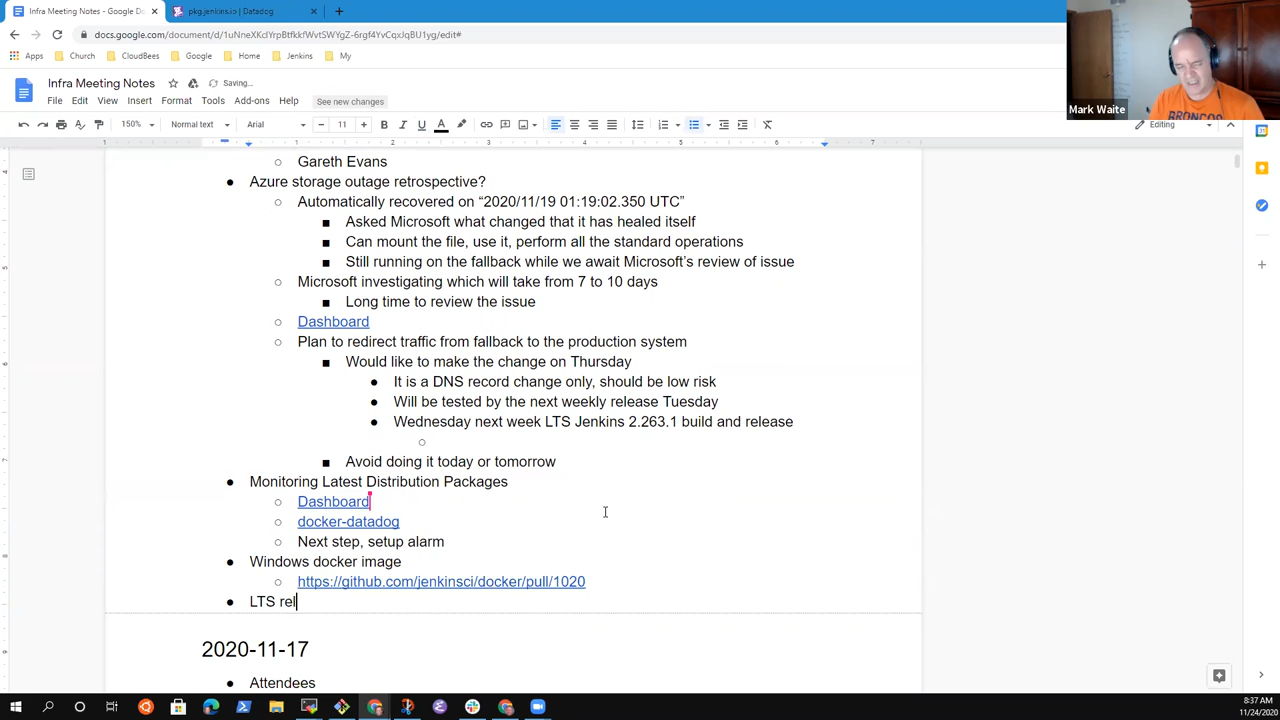 Infra Meeting Notes - Google Do
pkg.jenkins.io | Datadog
docs.google.com/document/d/1uNneXKcIYrpBtfkkfWvtSWYgZ-6rgf4YvCqxJqBU1yg/edit#
Apps Church CloudBees Google Home Jenkins My
Mark Waite
Infra Meeting Notes Saving...
File Edit View Insert Format Tools Add-ons Help See new changes
150% Normal text Arial 11 Editing
1 1 2 3 4 5 6 7
Gareth Evans
Azure storage outage retrospective?
Automatically recovered on “2020/11/19 01:19:02.350 UTC”
Asked Microsoft what changed that it has healed itself
Can mount the file, use it, perform all the standard operations
Still running on the fallback while we await Microsoft’s review of issue
Microsoft investigating which will take from 7 to 10 days
Long time to review the issue
Dashboard
Plan to redirect traffic from fallback to the production system
Would like to make the change on Thursday
It is a DNS record change only, should be low risk
Will be tested by the next weekly release Tuesday
Wednesday next week LTS Jenkins 2.263.1 build and release
Avoid doing it today or tomorrow
Monitoring Latest Distribution Packages
Dashboard
docker-datadog
Next step, setup alarm
Windows docker image
https://github.com/jenkinsci/docker/pull/1020
LTS rel
2020-11-17
Attendees
8:37 AM
11/24/2020